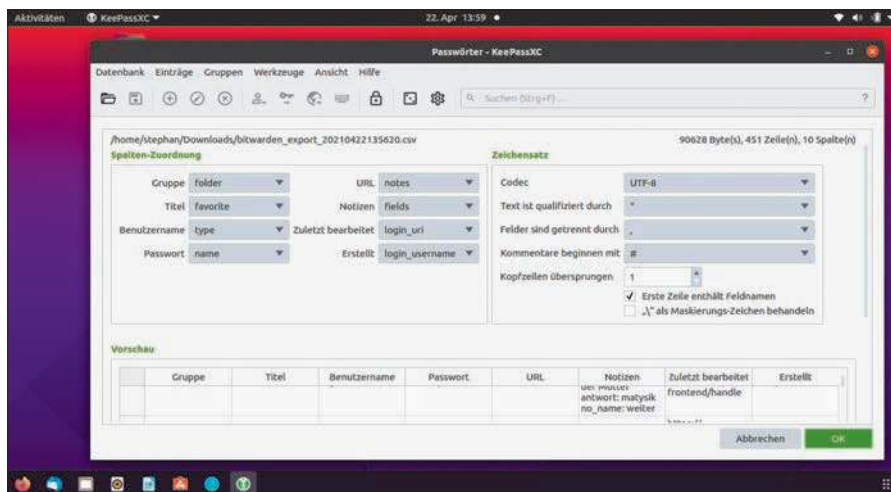 Aktivitäten KeePassXC 22. Apr 13:59
Passwörter - KeePassXC
Datenbank Einträge Gruppen Werkzeuge Ansicht Hilfe
Suchen (Strg+F) ... ?
/home/stephan/Downloads/bitwarden_export_20210422135620.csv 90628 Byte(s), 451 Zeile(n), 10 Spalte(n)
Spalten-Zuordnung Zeichensatz
Gruppe folder URL notes Codec UTF-8
Titel favorite Notizen fields Text ist qualifiziert durch "
Benutzername type Zuletzt bearbeitet login_uri Felder sind getrennt durch ,
Passwort name Erstellt login_username Kommentare beginnen mit #
Kopfzeilen übersprungen 1
Erste Zeile enthält Feldnamen
„\“ als Maskierungs-Zeichen behandeln
Vorschau
Gruppe Titel Benutzername Passwort URL Notizen Zuletzt bearbeitet Erstellt
der Mutter frontend/handle
antwort: matysik
no_name: weiter
Abbrechen OK